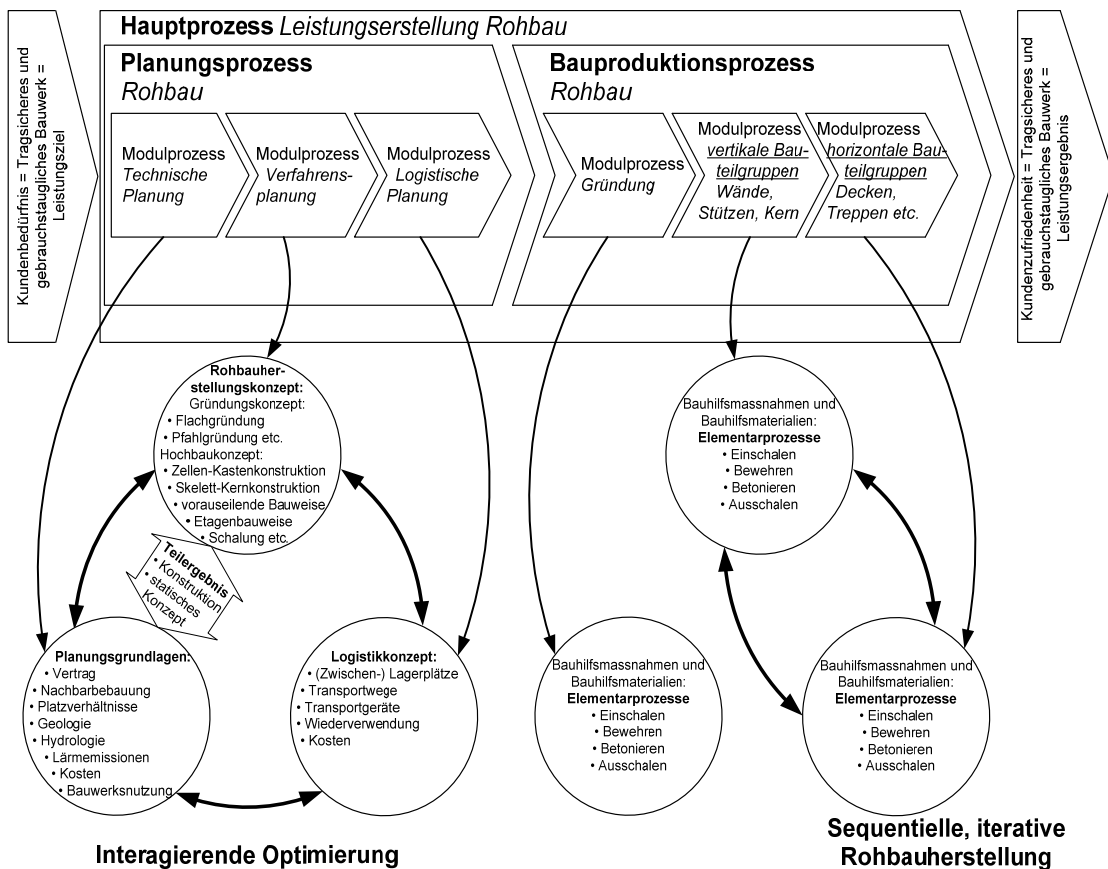 Kundenbedürfnis = Tragsicheres und
gebrauchstaugliches Bauwerk =
Leistungsziel
Hauptprozess Leistungserstellung Rohbau
Planungsprozess
Rohbau
Modulprozess
Technische
Planung
Modulprozess
Verfahrens-
planung
Modulprozess
Logistische
Planung
Bauproduktionsprozess
Rohbau
Modulprozess
Gründung
Modulprozess
vertikale Bau-
teilgruppen
Wände,
Stützen, Kern
Modulprozess
horizontale Bau-
teilgruppen
Decken,
Treppen etc.
Kundenzufriedenheit = Tragsicheres und
gebrauchstaugliches Bauwerk =
Leistungsergebnis
Rohbauher-
stellungskonzept:
Gründungskonzept:
• Flachgründung
• Pfahlgründung etc.
Hochbaukonzept:
• Zellen-Kastenkonstruktion
• Skelett-Kernkonstruktion
• vorauseilende Bauweise
• Etagenbauweise
• Schalung etc.
Teilergebnis
• Konstruktion
• statisches
Konzept
Planungsgrundlagen:
• Vertrag
• Nachbarbebauung
• Platzverhältnisse
• Geologie
• Hydrologie
• Lärmemissionen
• Kosten
• Bauwerksnutzung
Logistikkonzept:
• (Zwischen-) Lagerplätze
• Transportwege
• Transportgeräte
• Wiederverwendung
• Kosten
Interagierende Optimierung
Bauhilfsmassnahmen und
Bauhilfsmaterialien:
Elementarprozesse
• Einschalen
• Bewehren
• Betonieren
• Ausschalen
Bauhilfsmassnahmen und
Bauhilfsmaterialien:
Elementarprozesse
• Einschalen
• Bewehren
• Betonieren
• Ausschalen
Bauhilfsmassnahmen und
Bauhilfsmaterialien:
Elementarprozesse
• Einschalen
• Bewehren
• Betonieren
• Ausschalen
Sequentielle, iterative
Rohbauherstellung